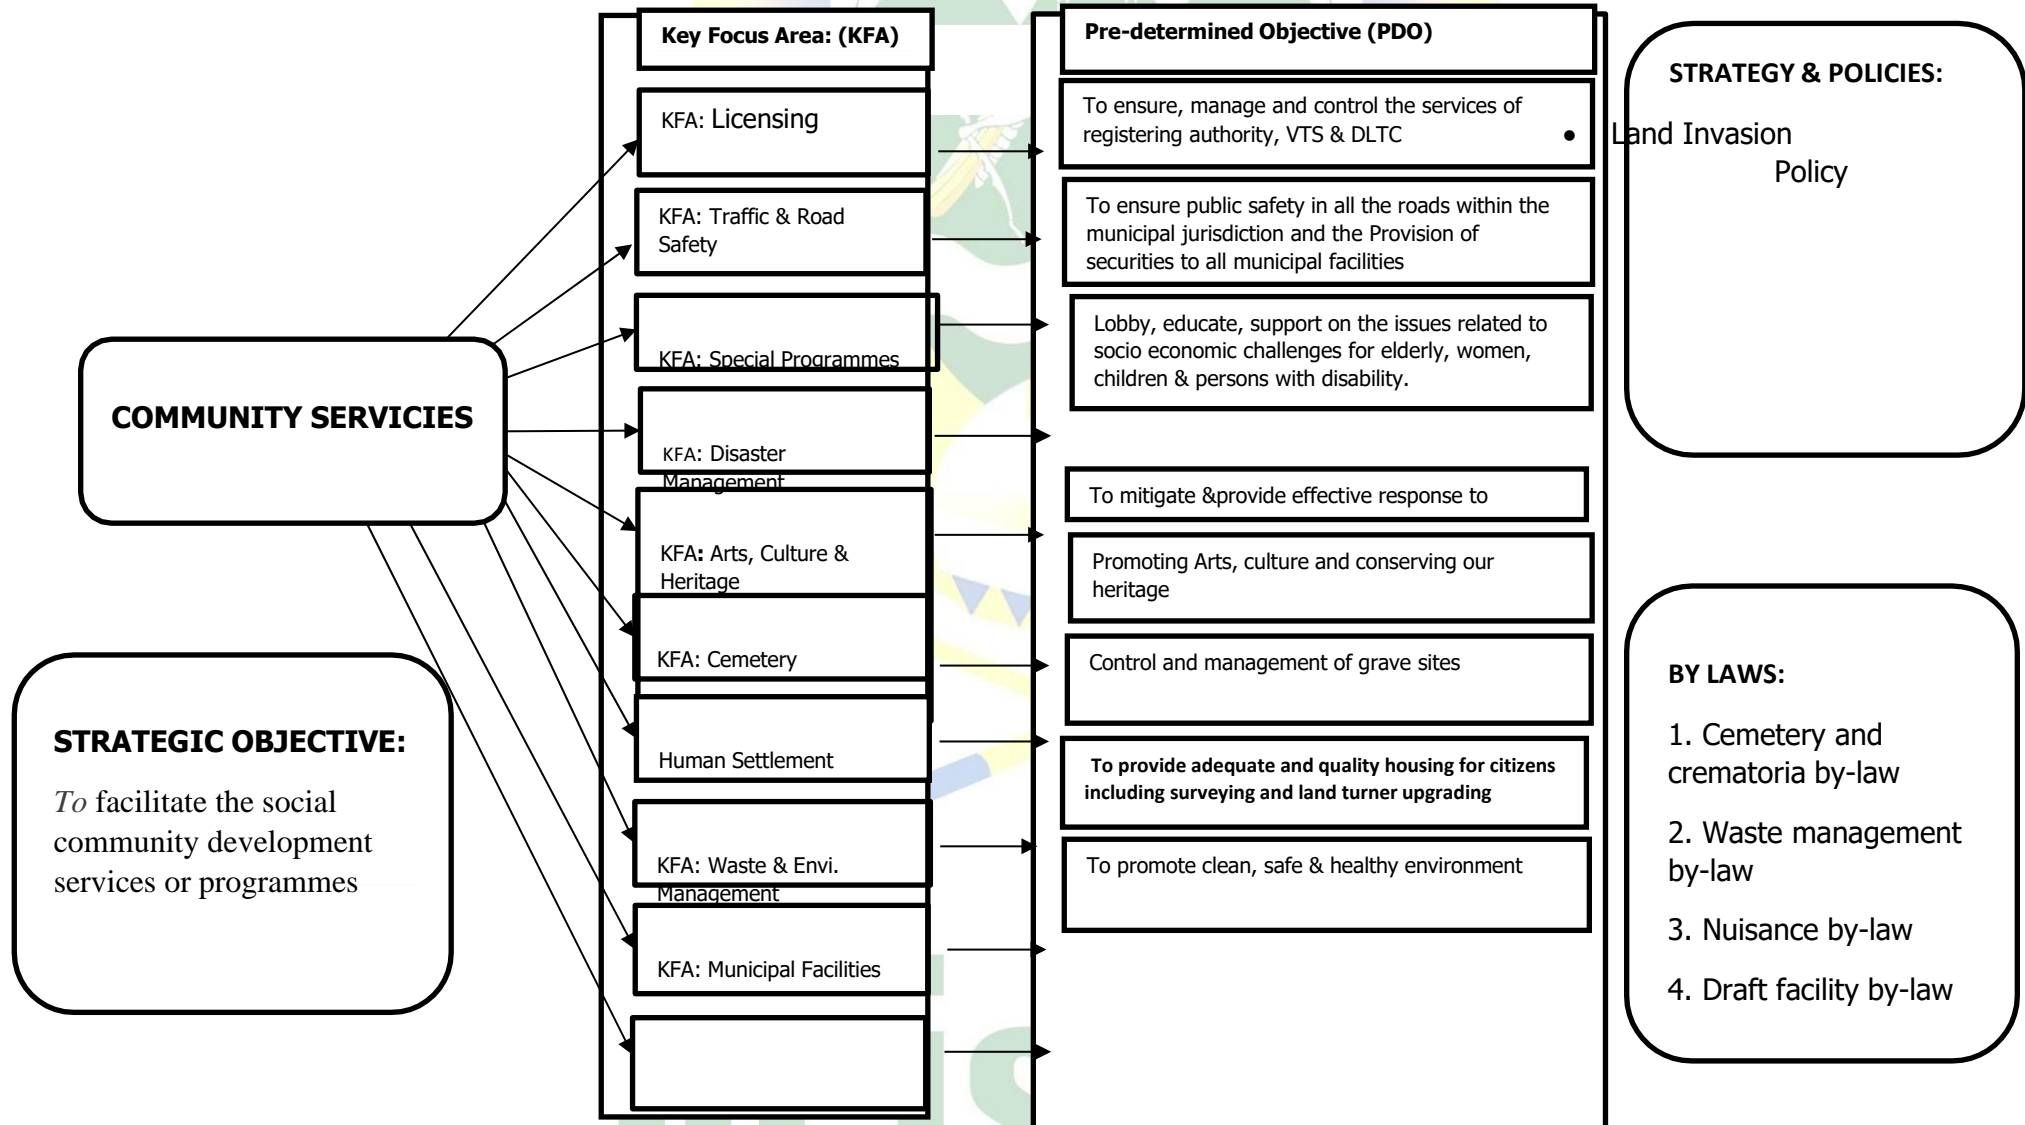 Key Focus Area: (KFA)
KFA: Licensing
KFA: Traffic & Road
Safety
KFA: Special Programmes
KFA: Disaster
Management
KFA: Arts, Culture &
Heritage
KFA: Cemetery
Human Settlement
KFA: Waste & Envi.
Management
KFA: Municipal Facilities
COMMUNITY SERVICIES
STRATEGIC OBJECTIVE:
To facilitate the social
community development
services or programmes
Pre-determined Objective (PDO)
To ensure, manage and control the services of
registering authority, VTS & DLTC
To ensure public safety in all the roads within the
municipal jurisdiction and the Provision of
securities to all municipal facilities
Lobby, educate, support on the issues related to
socio economic challenges for elderly, women,
children & persons with disability.
To mitigate &provide effective response to
Promoting Arts, culture and conserving our
heritage
Control and management of grave sites
To provide adequate and quality housing for citizens
including surveying and land turner upgrading
To promote clean, safe & healthy environment
STRATEGY & POLICIES:
• Land Invasion
Policy
BY LAWS:
1. Cemetery and
crematoria by-law
2. Waste management
by-law
3. Nuisance by-law
4. Draft facility by-law